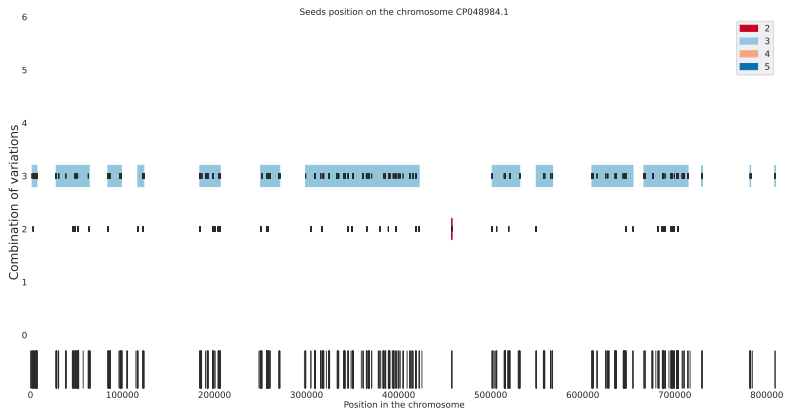 Seeds position on the chromosome CP048984.1
6
5
4
3
2
1
0
Combination of variations
2
3
4
5
0 100000 200000 300000 400000 500000 600000 700000 800000
Position in the chromosome